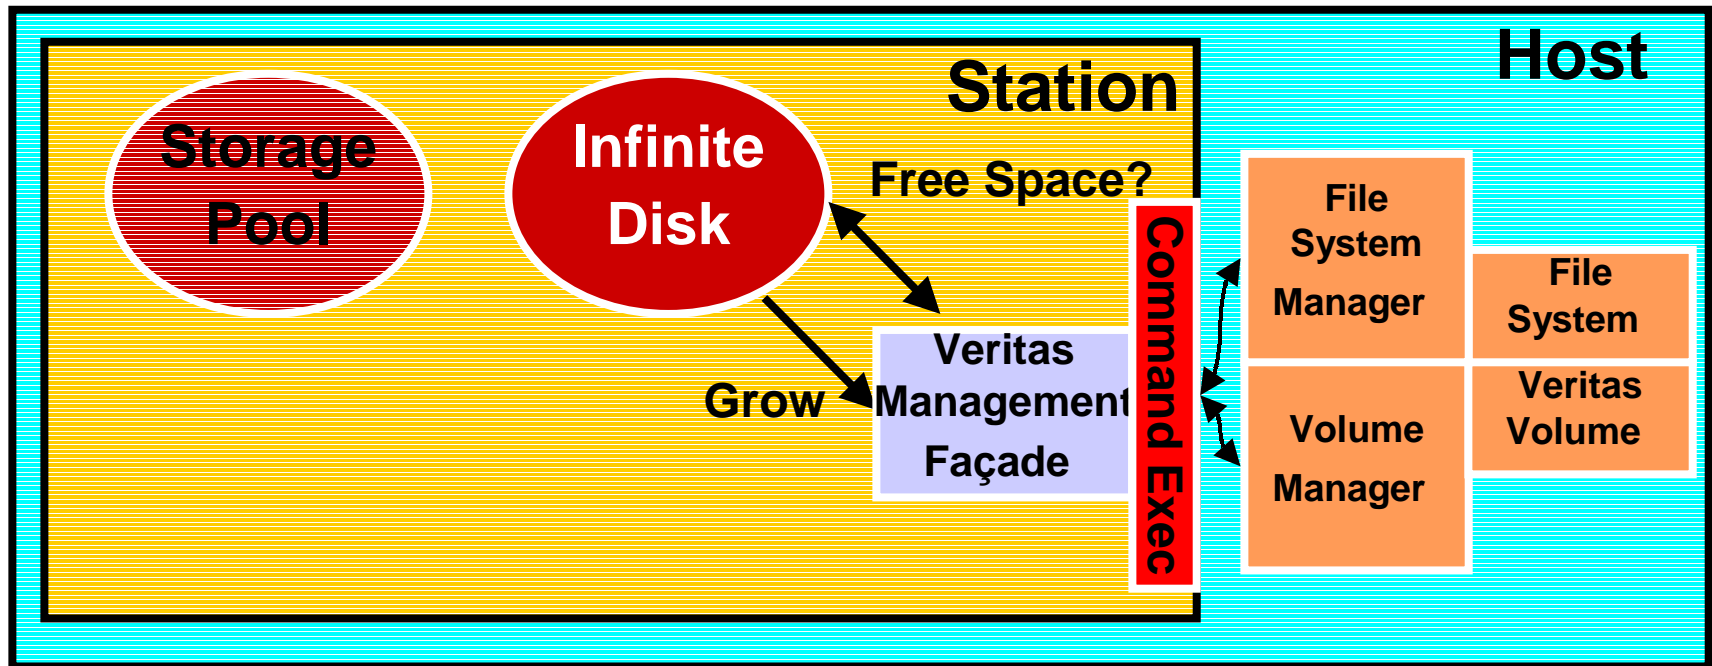 Host
Station
Storage
Pool
Infinite
Disk
Free Space?
Grow
Veritas
Management
Façade
Command Exec
File
System
Manager
File
System
Volume
Manager
Veritas
Volume